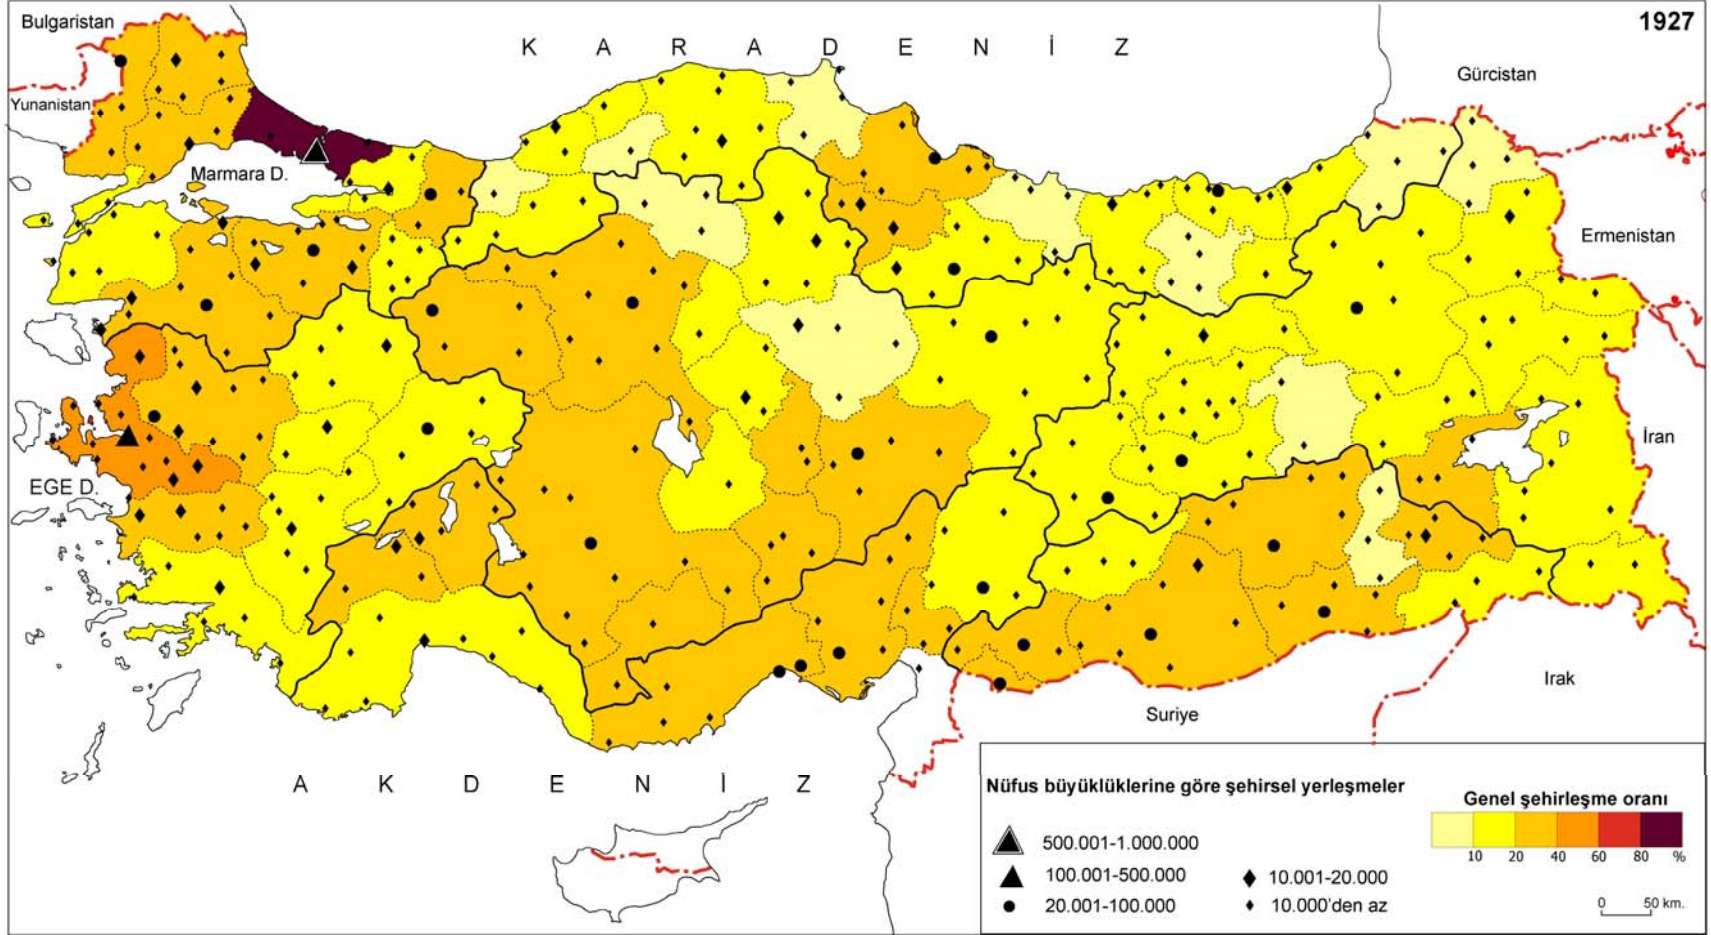 Bulgaristan
1927
K A R A D E N İ Z
Gürcistan
Yunanistan
Marmara D.
Ermenistan
İran
EGE D.
Irak
Suriye
A K D E N İ Z
Nüfus büyüklüklerine göre şehirsel yerleşmeler
500.001-1.000.000
100.001-500.000
20.001-100.000
10.001-20.000
10.000'den az
Genel şehirleşme oranı
10 20 40 60 80 %
0 50 km.